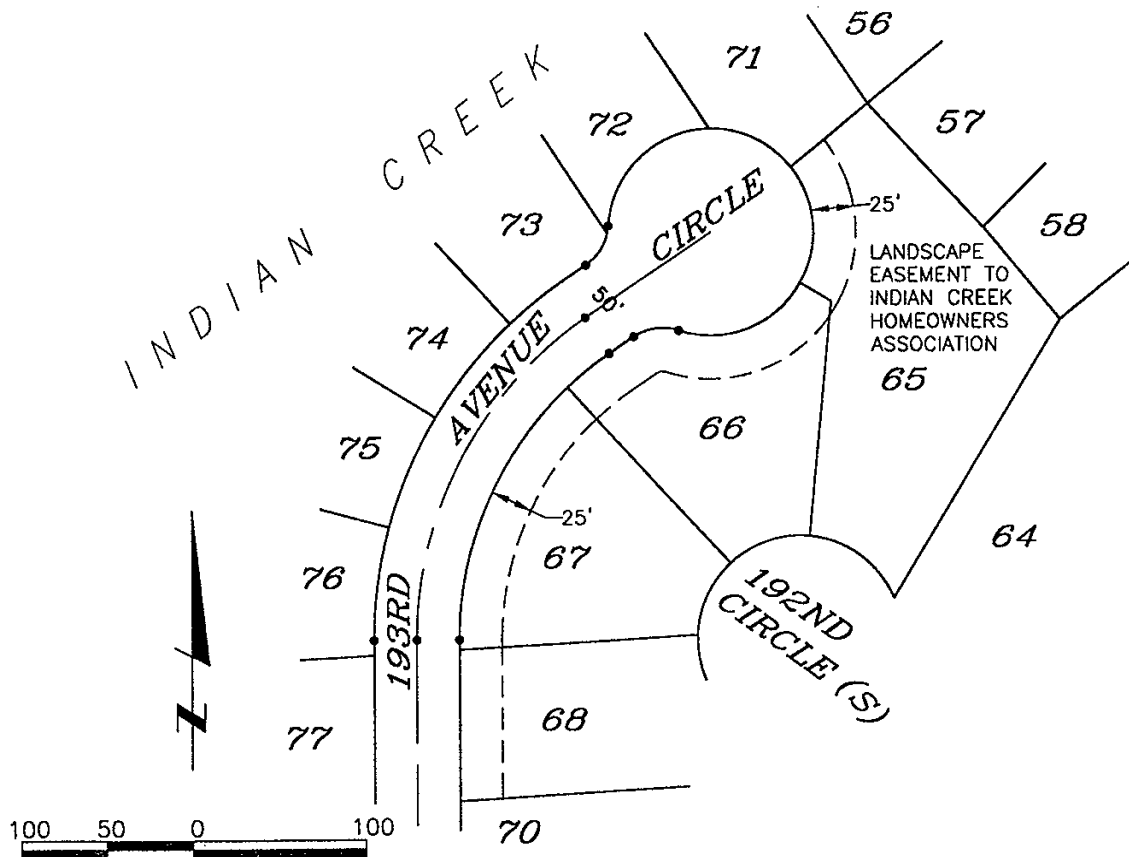 56
71
57
72
INDIAN CREEK
73
CIRCLE
25'
58
LANDSCAPE
EASEMENT TO
INDIAN CREEK
HOMEOWNERS
ASSOCIATION
50'
74
AVENUE
65
66
75
25'
67
64
76
193RD
192ND
CIRCLE (S)
N
77
68
70
100 50 0 100